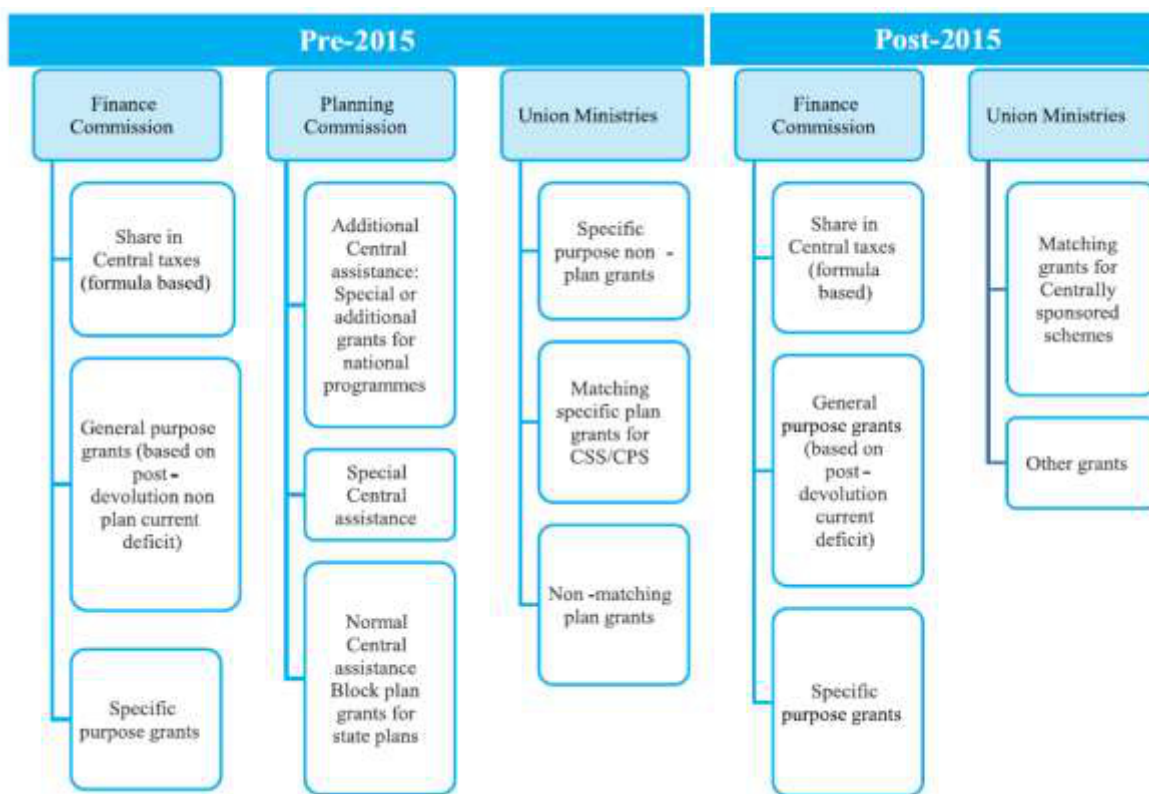 Pre-2015
Finance
Commission
Share in
Central taxes
(formula based)
General purpose
grants (based on
post-
devolution non
plan current
deficit)
Specific
purpose grants
Planning
Commission
Additional
Central
assistance:
Special or
additional
grants for
national
programmes
Special
Central
assistance
Normal
Central
assistance
Block plan
grants for
state plans
Union Ministries
Specific
purpose non -
plan grants
Matching
specific plan
grants for
CSS/CPS
Non -matching
plan grants
Post-2015
Finance
Commission
Share in
Central taxes
(formula
based)
General
purpose grants
(based on
post-
devolution
current
deficit)
Specific
purpose grants
Union Ministries
Matching
grants for
Centrally
sponsored
schemes
Other grants